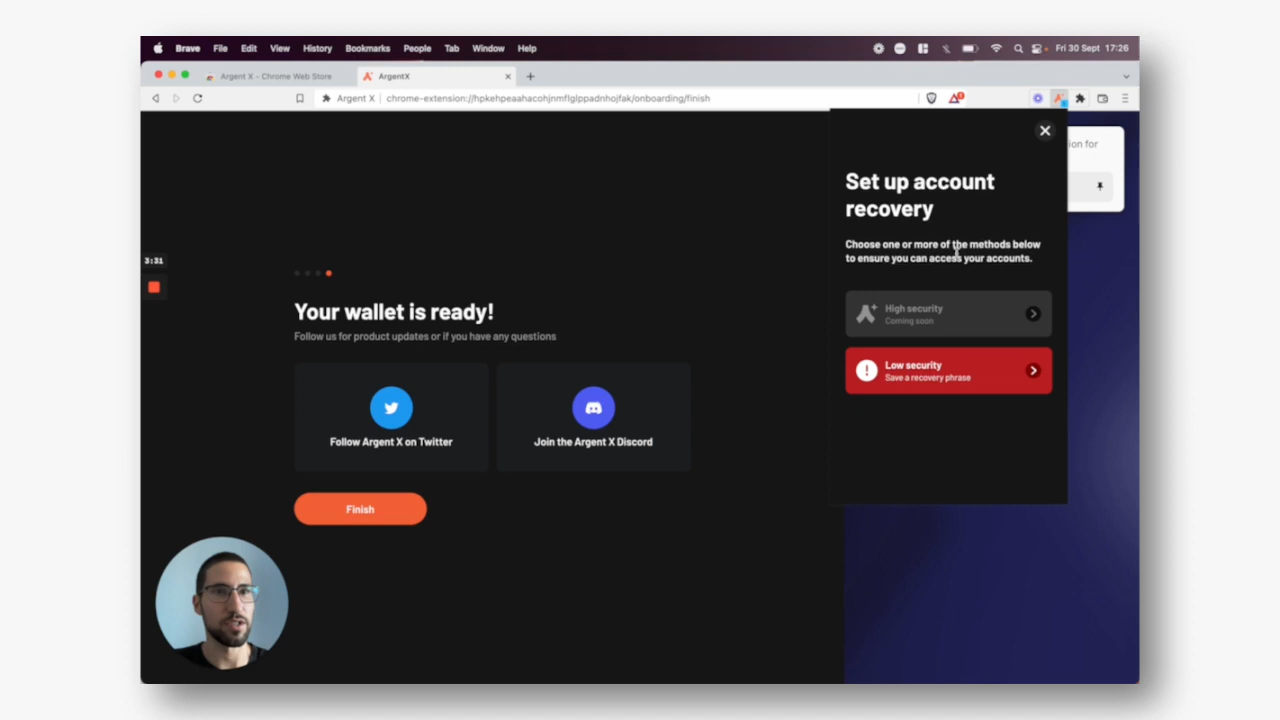 Brave File Edit View History Bookmarks People Tab Window Help
Fri 30 Sept 17:26
Argent X - Chrome Web Store
ArgentX
Argent X
chrome-extension://hpkehpeaahacohjnmflglppadnhojfak/onboarding/finish
ion for
Set up account
recovery
Choose one or more of the methods below
to ensure you can access your accounts.
High security
Coming soon
Low security
Save a recovery phrase
3:31
Your wallet is ready!
Follow us for product updates or if you have any questions
Follow Argent X on Twitter
Join the Argent X Discord
Finish